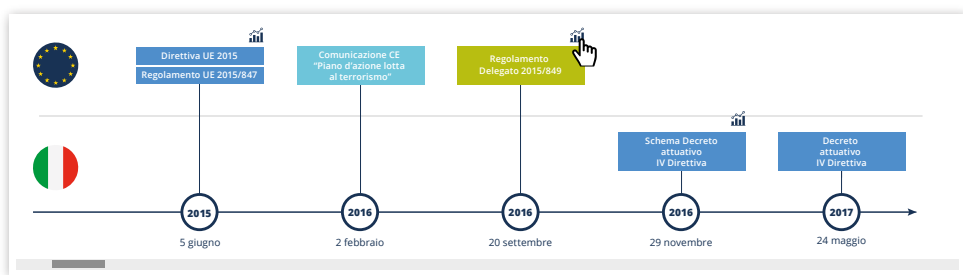 Direttiva UE 2015
Regolamento UE 2015/847
Comunicazione CE
“Piano d’azione lotta
al terrorismo”
Regolamento
Delegato 2015/849
Schema Decreto
attuativo
IV Direttiva
Decreto
attuativo
IV Direttiva
2015
2016
2016
2016
2017
5 giugno
2 febbraio
20 settembre
29 novembre
24 maggio